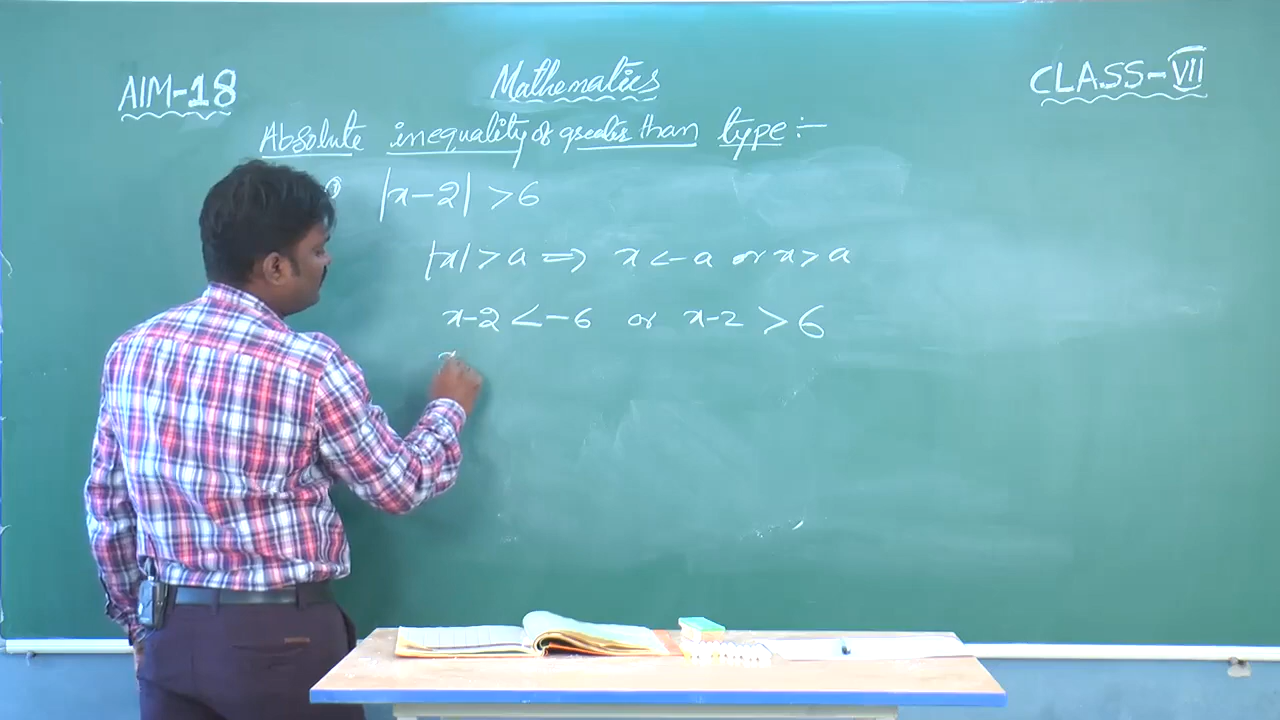 AIM-18 Mathematics CLASS-VII
Absolute inequality of greater than type:-
|x-2| >6
|x| > a => x <-a or x > a
x-2 < -6 or x-2 > 6